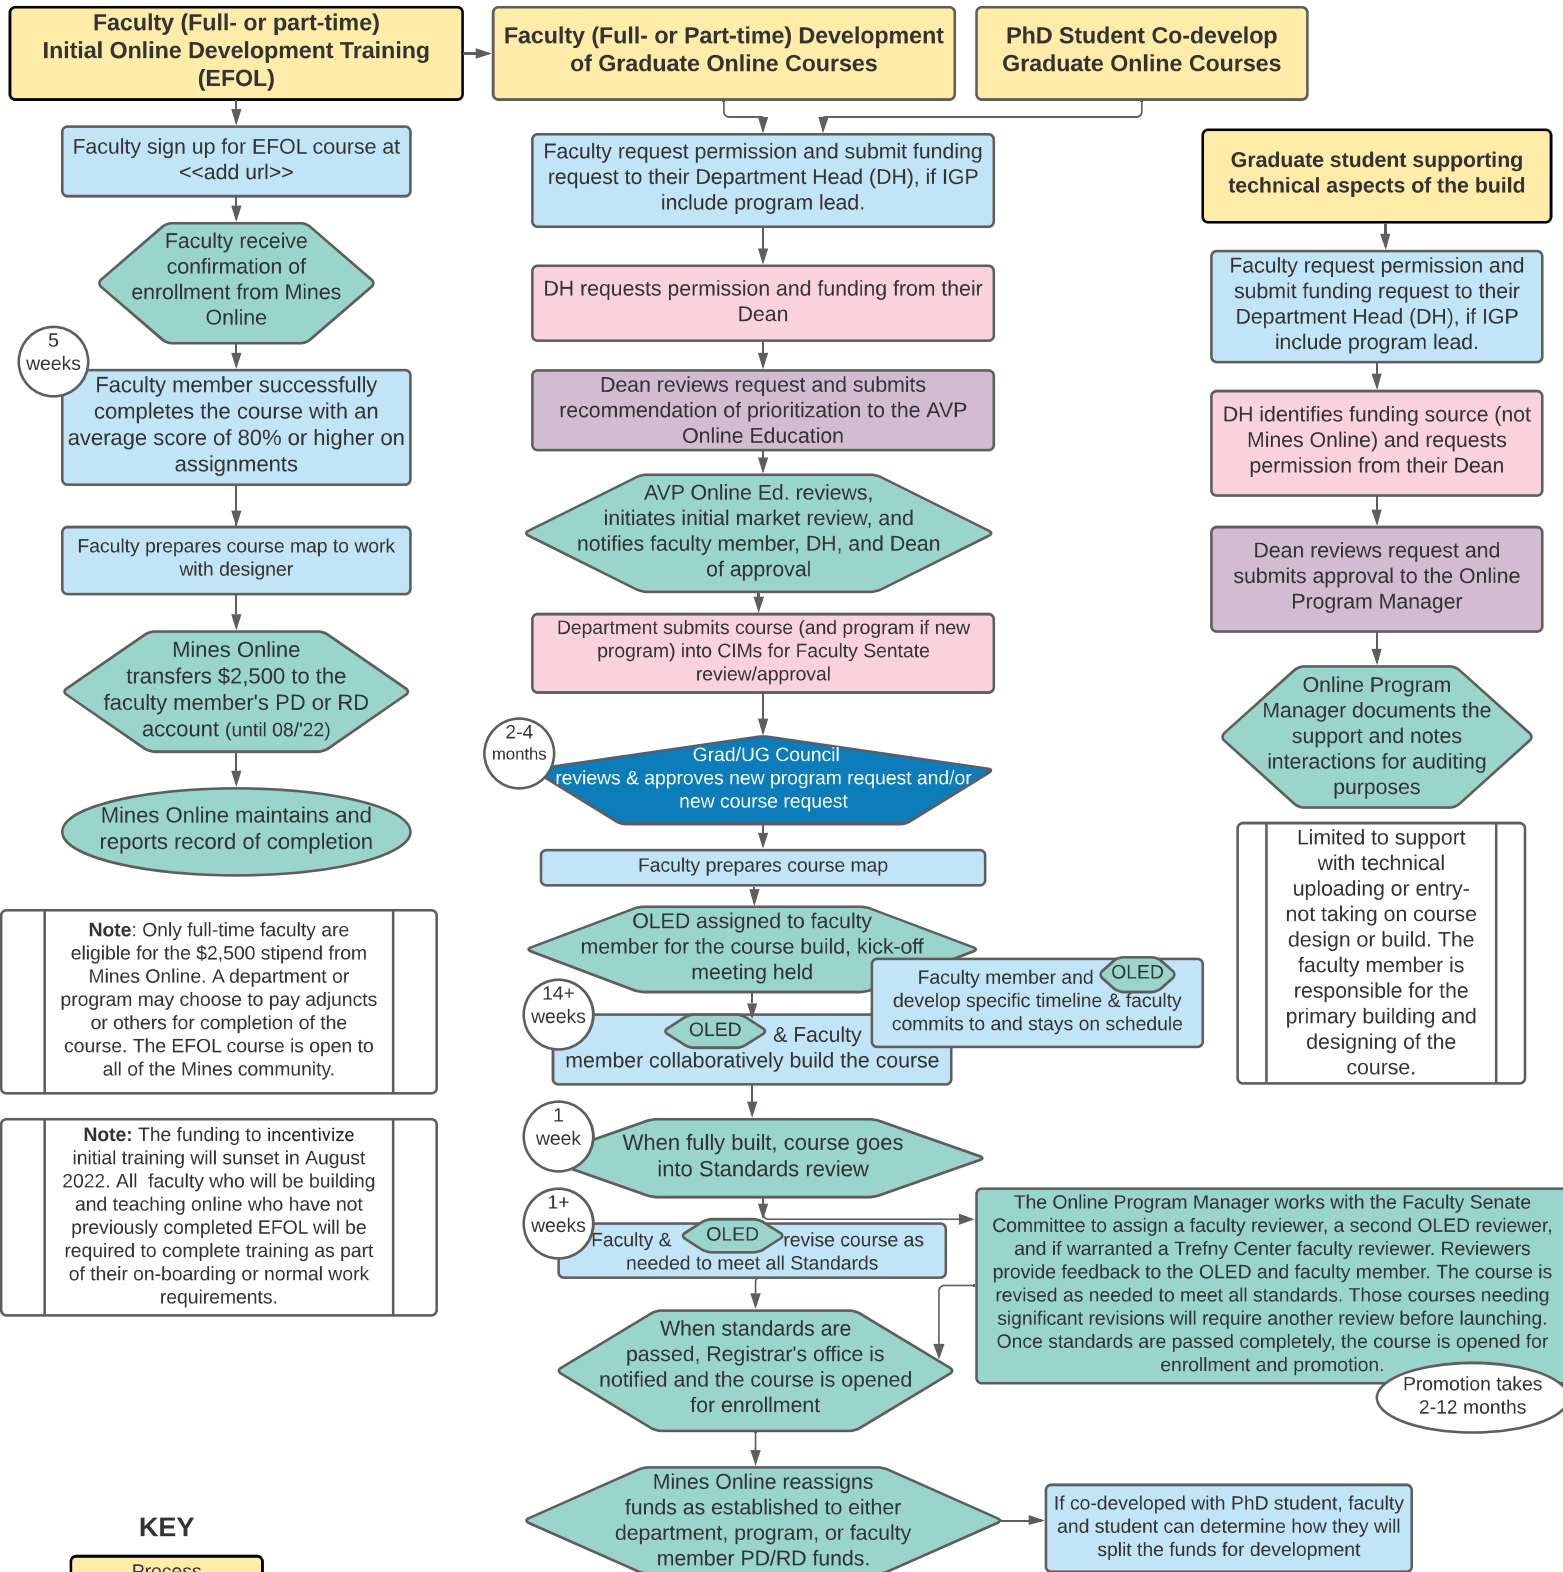 Faculty (Full- or part-time)
Initial Online Development Training
(EFOL)
Faculty sign up for EFOL course at
<<add url>>
Faculty receive
confirmation of
enrollment from Mines
Online
5
weeks
Faculty member successfully
completes the course with an
average score of 80% or higher on
assignments
Faculty prepares course map to work
with designer
Mines Online
transfers $2,500 to the
faculty member's PD or RD
account (until 08/'22)
Mines Online maintains and
reports record of completion
Note: Only full-time faculty are
eligible for the $2,500 stipend from
Mines Online. A department or
program may choose to pay adjuncts
or others for completion of the
course. The EFOL course is open to
all of the Mines community.
Note: The funding to incentivize
initial training will sunset in August
2022. All faculty who will be building
and teaching online who have not
previously completed EFOL will be
required to complete training as part
of their on-boarding or normal work
requirements.
KEY
Process
Faculty (Full- or Part-time) Development
of Graduate Online Courses
PhD Student Co-develop
Graduate Online Courses
Faculty request permission and submit funding
request to their Department Head (DH), if IGP
include program lead.
DH requests permission and funding from their
Dean
Dean reviews request and submits
recommendation of prioritization to the AVP
Online Education
AVP Online Ed. reviews,
initiates initial market review, and
notifies faculty member, DH, and Dean
of approval
Department submits course (and program if new
program) into CIMs for Faculty Sentate
review/approval
2-4
months
Grad/UG Council
reviews & approves new program request and/or
new course request
Faculty prepares course map
OLED assigned to faculty
member for the course build, kick-off
meeting held
Faculty member and OLED
develop specific timeline & faculty
commits to and stays on schedule
14+
weeks
OLED & Faculty
member collaboratively build the course
1
week
When fully built, course goes
into Standards review
1+
weeks
Faculty & OLED revise course as
needed to meet all Standards
The Online Program Manager works with the Faculty Senate
Committee to assign a faculty reviewer, a second OLED reviewer,
and if warranted a Trefny Center faculty reviewer. Reviewers
provide feedback to the OLED and faculty member. The course is
revised as needed to meet all standards. Those courses needing
significant revisions will require another review before launching.
Once standards are passed completely, the course is opened for
enrollment and promotion.
Promotion takes
2-12 months
When standards are
passed, Registrar's office is
notified and the course is opened
for enrollment
Mines Online reassigns
funds as established to either
department, program, or faculty
member PD/RD funds.
If co-developed with PhD student, faculty
and student can determine how they will
split the funds for development
Graduate student supporting
technical aspects of the build
Faculty request permission and
submit funding request to their
Department Head (DH), if IGP
include program lead.
DH identifies funding source (not
Mines Online) and requests
permission from their Dean
Dean reviews request and
submits approval to the Online
Program Manager
Online Program
Manager documents the
support and notes
interactions for auditing
purposes
Limited to support
with technical
uploading or entry-
not taking on course
design or build. The
faculty member is
responsible for the
primary building and
designing of the
course.